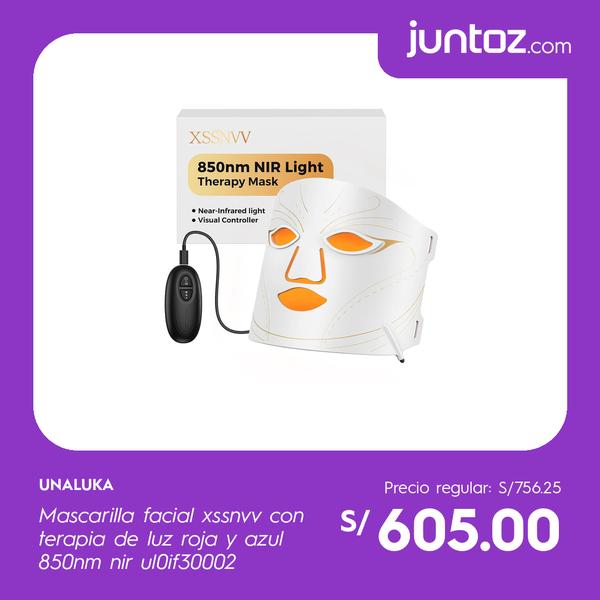 juntoz.com
XSSNVV
850nm NIR Light
Therapy Mask
• Near-Infrared light
• Visual Controller
UNALUKA
Mascarilla facial xssnvv con
terapia de luz roja y azul
850nm nir ul0if30002
Precio regular: S/756.25
S/ 605.00